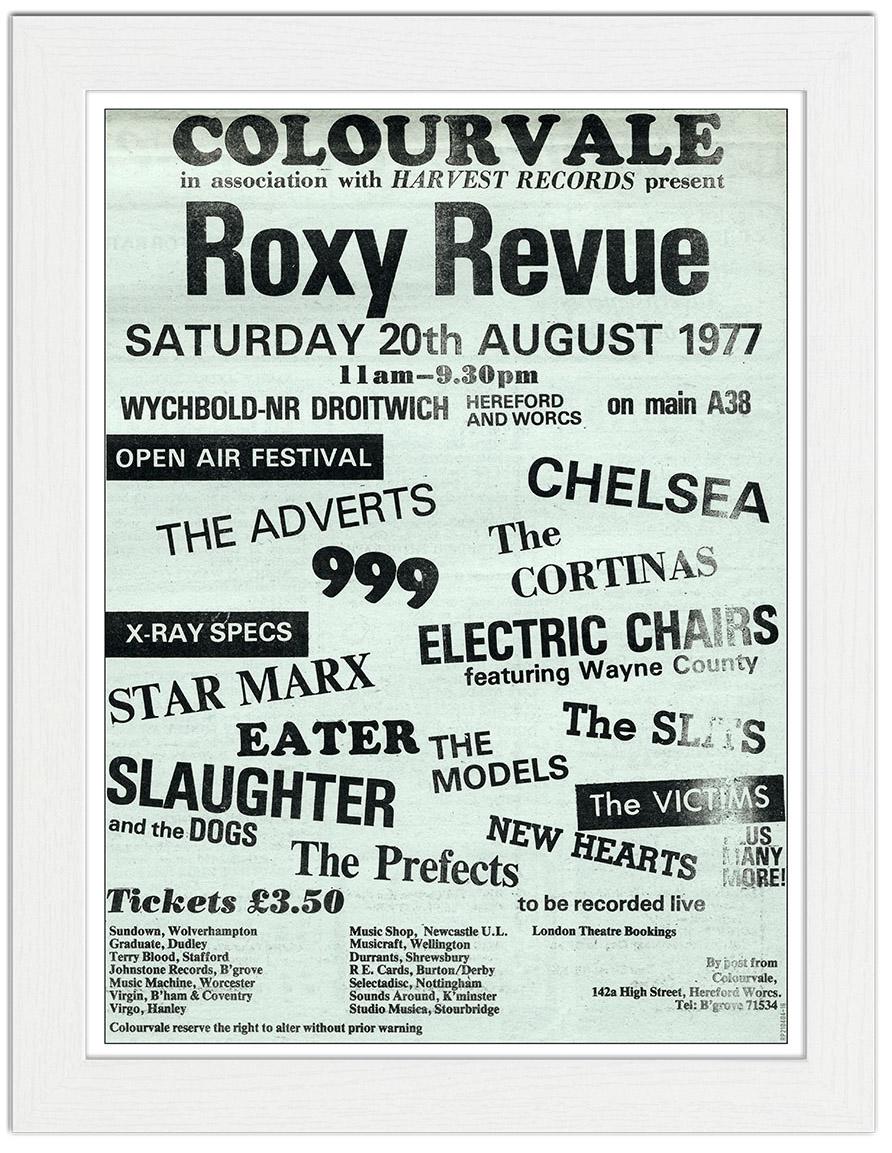 COLOURVALE
in association with HARVEST RECORDS present
Roxy Revue
SATURDAY 20th AUGUST 1977
11am–9.30pm
WYCHBOLD-NR DROITWICH HEREFORD AND WORCS on main A38
OPEN AIR FESTIVAL
CHELSEA
THE ADVERTS
The
CORTINAS
999
X-RAY SPECS
ELECTRIC CHAIRS
featuring Wayne County
STAR MARX
The SLITS
EATER
THE
MODELS
SLAUGHTER
and the DOGS
The VICTIMS
NEW HEARTS
PLUS
MANY
MORE!
The Prefects
Tickets £3.50
to be recorded live
Sundown, Wolverhampton
Graduate, Dudley
Terry Blood, Stafford
Johnstone Records, B'grove
Music Machine, Worcester
Virgin, B'ham & Coventry
Virgo, Hanley
Music Shop, Newcastle U.L.
Musicraft, Wellington
Durrants, Shrewsbury
R E. Cards, Burton/Derby
Selectadisc, Nottingham
Sounds Around, K'minster
Studio Musica, Stourbridge
London Theatre Bookings
By post from
Colourvale,
142a High Street, Hereford Worcs.
Tel: B'grove 71534
Colourvale reserve the right to alter without prior warning